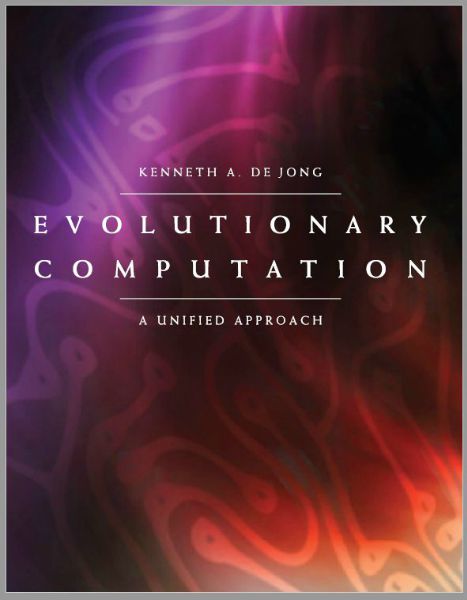 KENNETH A. DE JONG
EVOLUTIONARY
COMPUTATION
A UNIFIED APPROACH